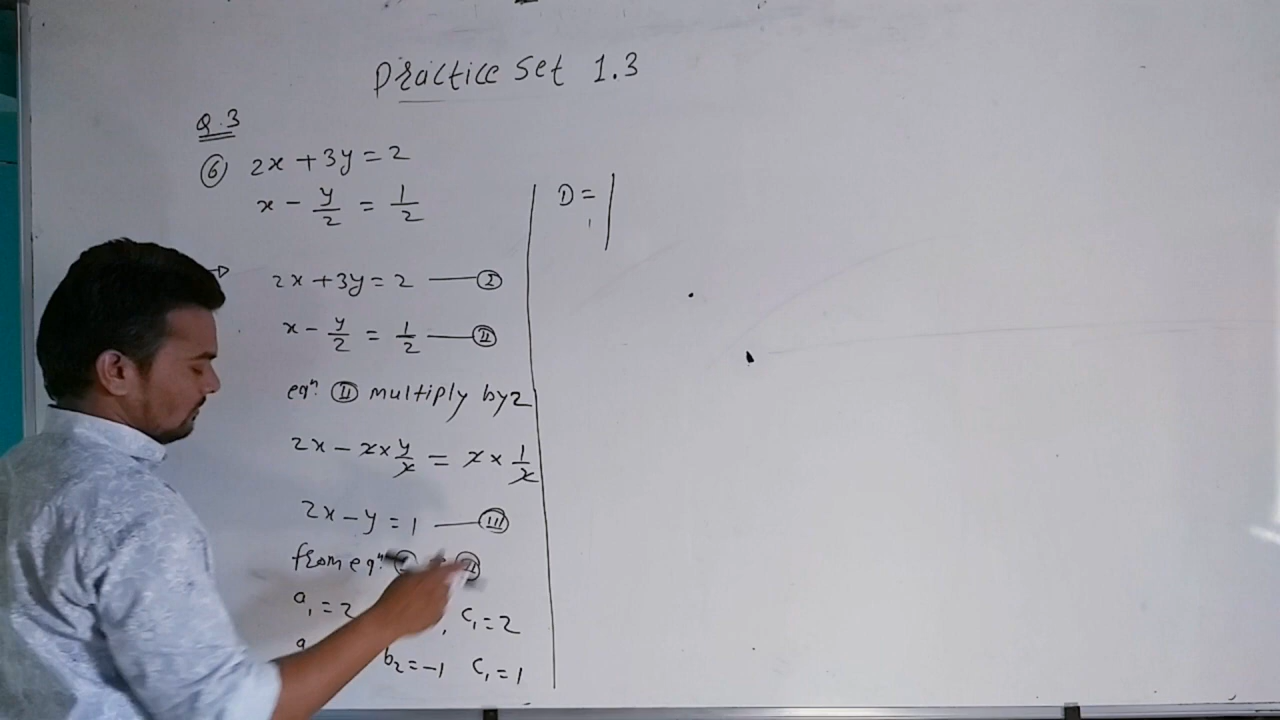 Practice Set 1.3
Q.3
⑥ 2x + 3y = 2
x - y/2 = 1/2
2x + 3y = 2 — Ⓘ
x - y/2 = 1/2 — Ⓘⓘ
eqⁿ. Ⓘⓘ multiply by 2
2x - 2 × y/2 = 2 × 1/2
2x - y = 1 — Ⓘⓘⓘ
from eqⁿ.
a₁ = 2 , c₁ = 2
b₂ = -1 c₁ = 1
D = |